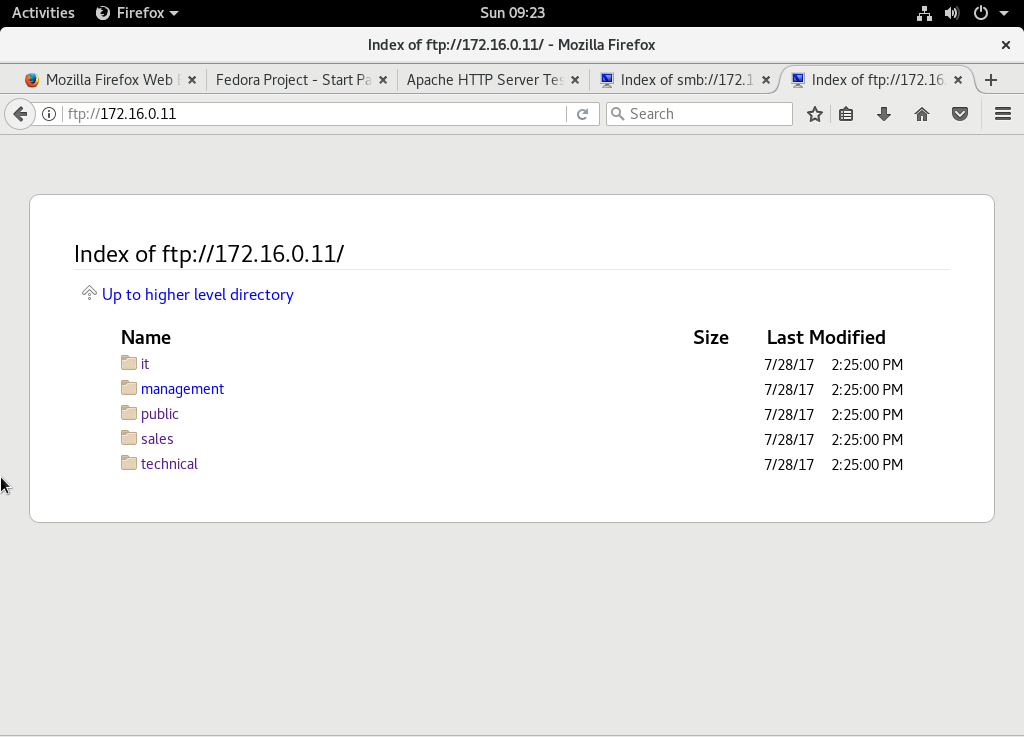 Activities Firefox Sun 09:23
Index of ftp://172.16.0.11/ - Mozilla Firefox
Mozilla Firefox Web Fedora Project - Start Pa Apache HTTP Server Tes Index of smb://172.1 Index of ftp://172.16.
ftp://172.16.0.11 Search
Index of ftp://172.16.0.11/
Up to higher level directory
Name Size Last Modified
it 7/28/17 2:25:00 PM
management 7/28/17 2:25:00 PM
public 7/28/17 2:25:00 PM
sales 7/28/17 2:25:00 PM
technical 7/28/17 2:25:00 PM